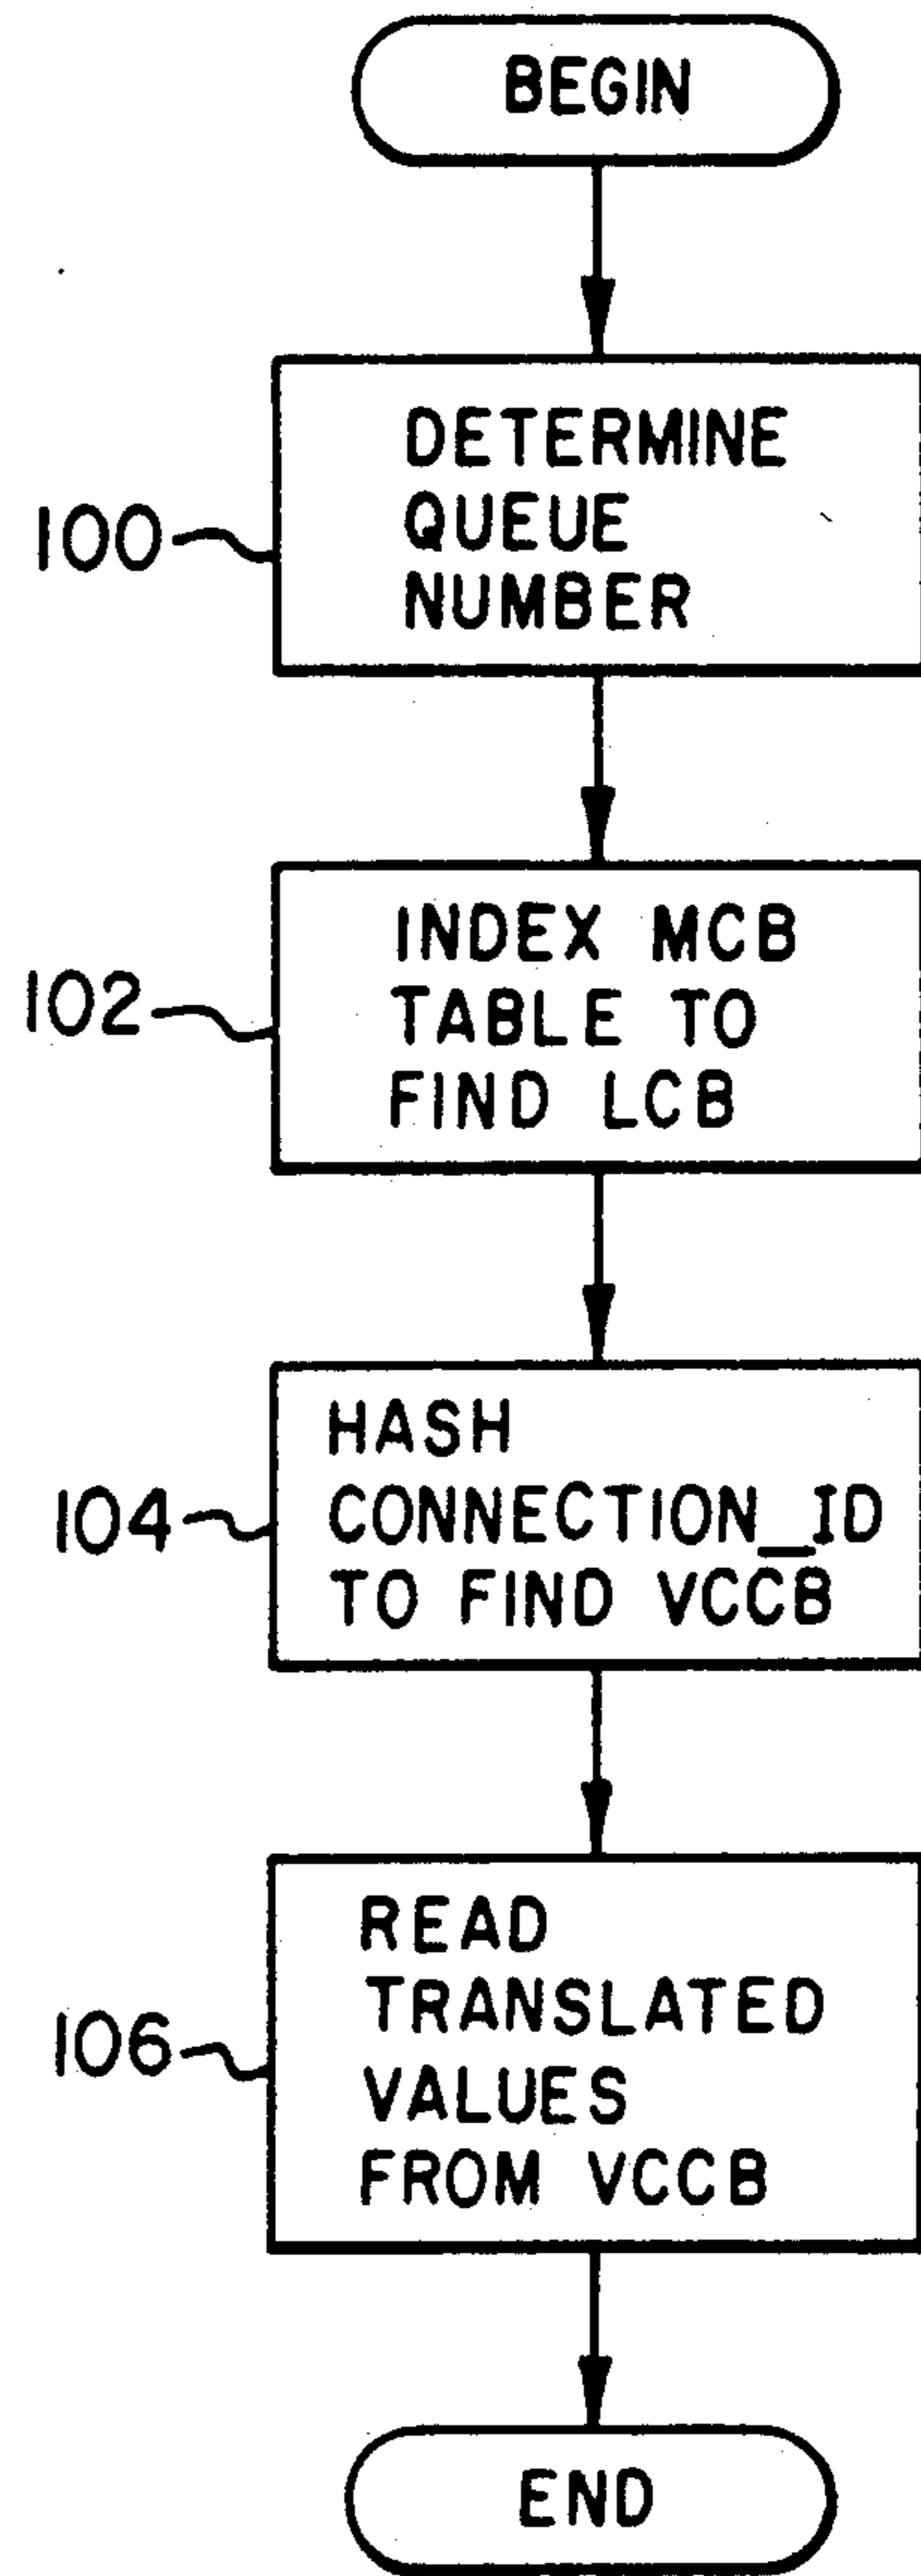 BEGIN
DETERMINE
QUEUE
NUMBER
100
INDEX MCB
TABLE TO
FIND LCB
102
HASH
CONNECTION_ID
TO FIND VCCB
104
READ
TRANSLATED
VALUES
FROM VCCB
106
END